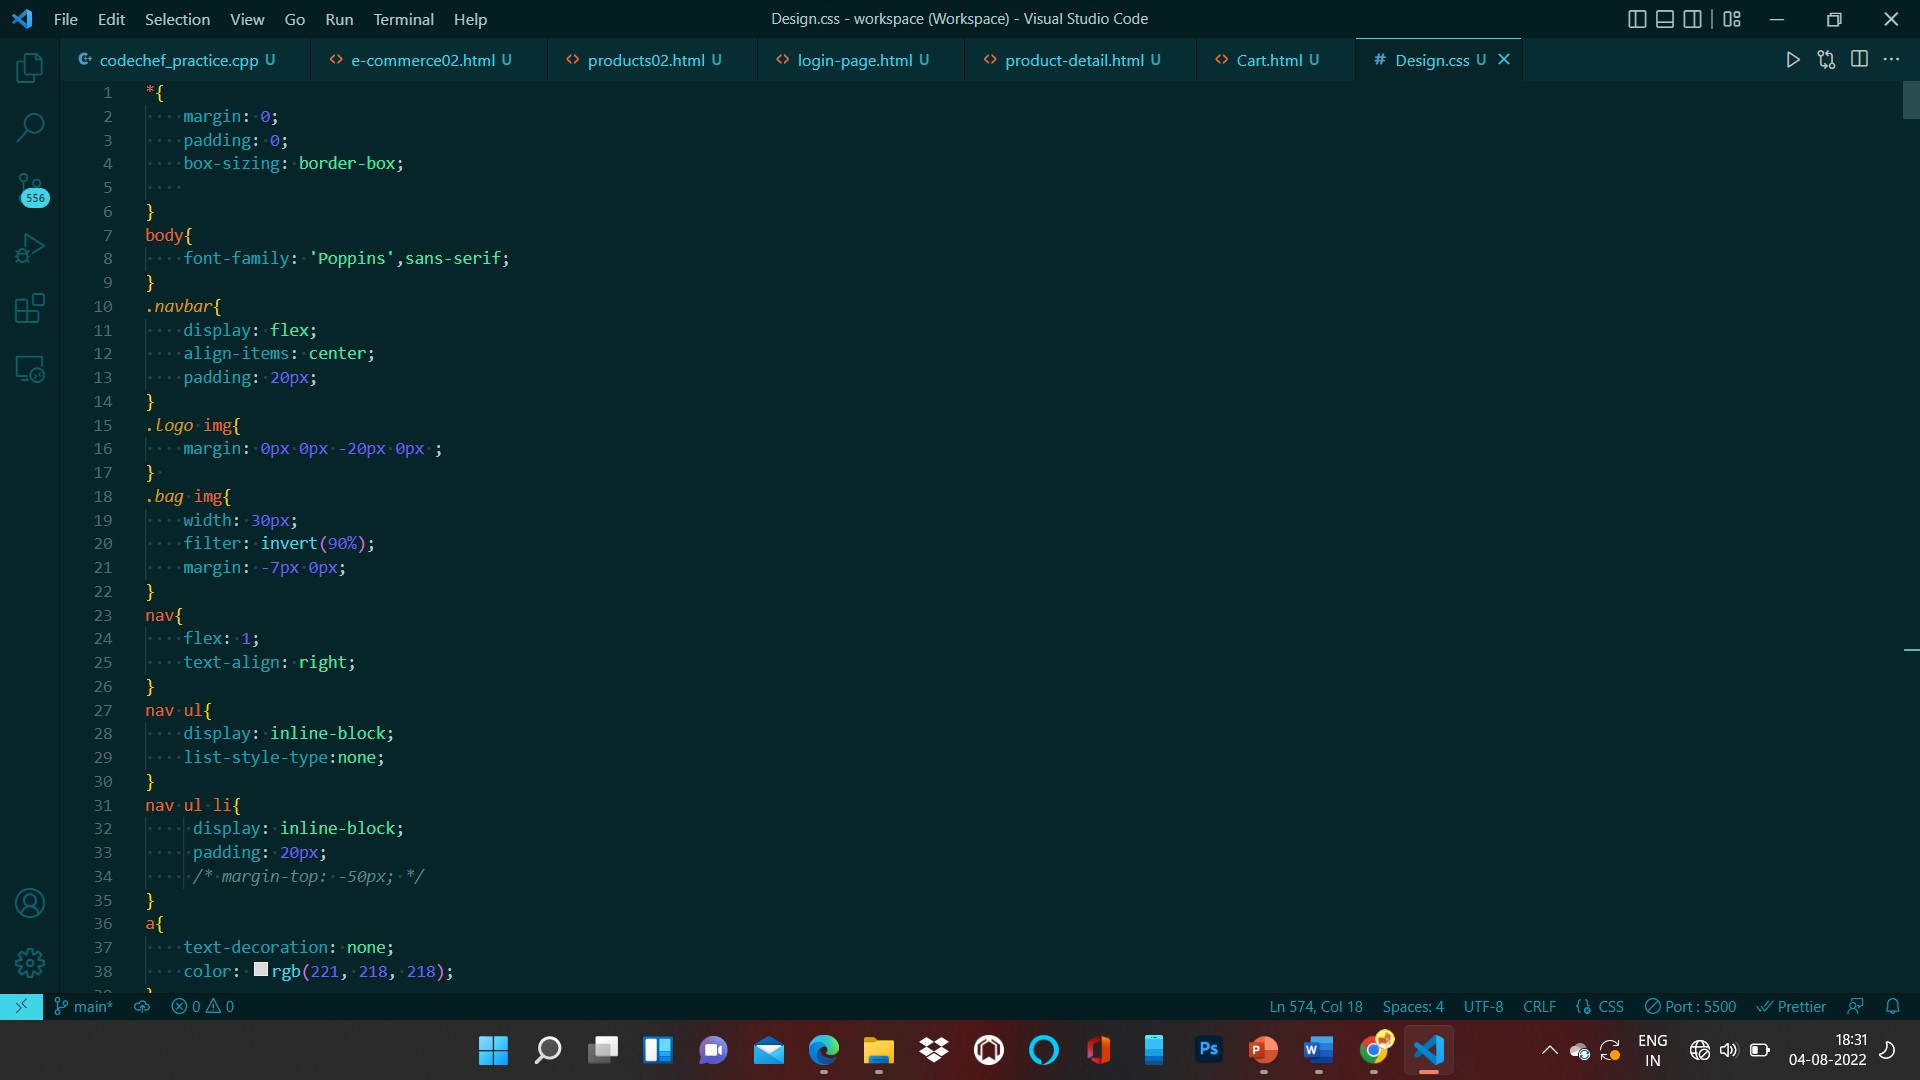 File Edit Selection View Go Run Terminal Help Design.css - workspace (Workspace) - Visual Studio Code
codechef_practice.cpp U e-commerce02.html U products02.html U login-page.html U product-detail.html U Cart.html U # Design.css U
1 *{
2 margin: 0;
3 padding: 0;
4 box-sizing: border-box;
5
6 }
7 body{
8 font-family: 'Poppins',sans-serif;
9 }
10 .navbar{
11 display: flex;
12 align-items: center;
13 padding: 20px;
14 }
15 .logo img{
16 margin: 0px 0px -20px 0px ;
17 }
18 .bag img{
19 width: 30px;
20 filter: invert(90%);
21 margin: -7px 0px;
22 }
23 nav{
24 flex: 1;
25 text-align: right;
26 }
27 nav ul{
28 display: inline-block;
29 list-style-type:none;
30 }
31 nav ul li{
32 display: inline-block;
33 padding: 20px;
34 /* margin-top: -50px; */
35 }
36 a{
37 text-decoration: none;
38 color: rgb(221, 218, 218);
556
main* 0 0 Ln 574, Col 18 Spaces: 4 UTF-8 CRLF {} CSS Port : 5500 Prettier
Ps P W ENG IN 18:31 04-08-2022